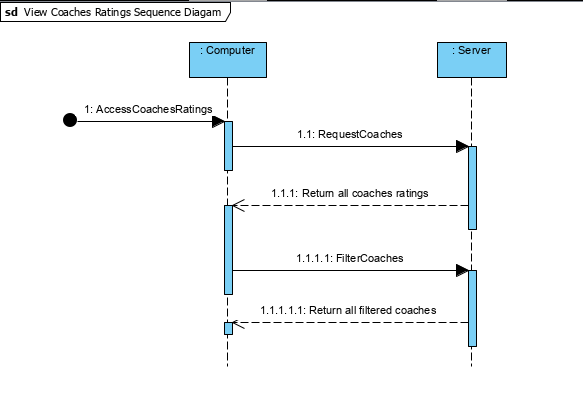 sd View Coaches Ratings Sequence Diagam
: Computer
: Server
1: AccessCoachesRatings
1.1: RequestCoaches
1.1.1: Return all coaches ratings
1.1.1.1: FilterCoaches
1.1.1.1.1: Return all filtered coaches